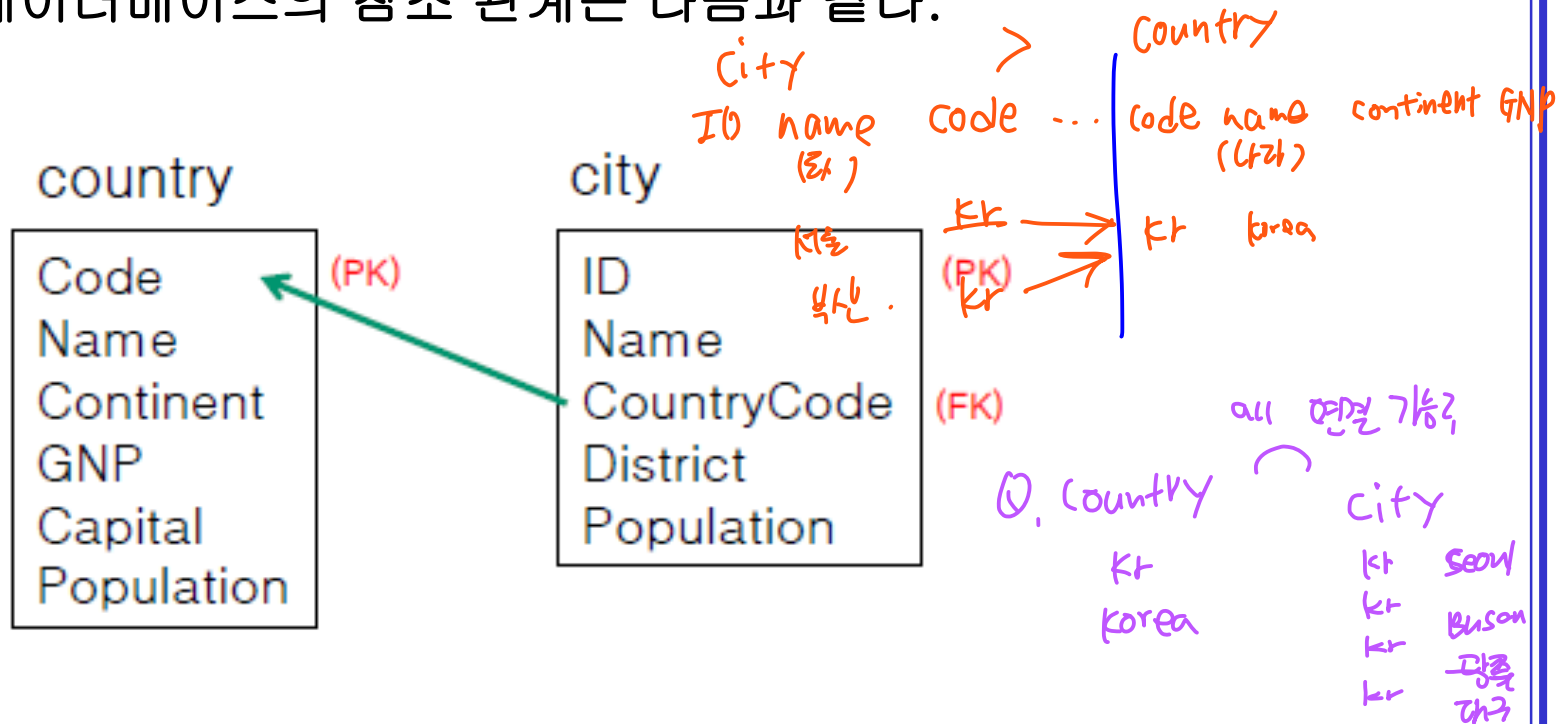 데이터베이스의 참조 관계는 다음과 같다.
City > Country
ID name code ... code name continent GNP
(나라)
서울 kr kr korea
부산 . kr
country
Code (PK)
Name
Continent
GNP
Capital
Population
city
ID (PK)
Name
CountryCode (FK)
District
Population
all 연결 가능?
Q. Country City
kr kr Seoul
korea kr Busan
kr 광주
kr 대구